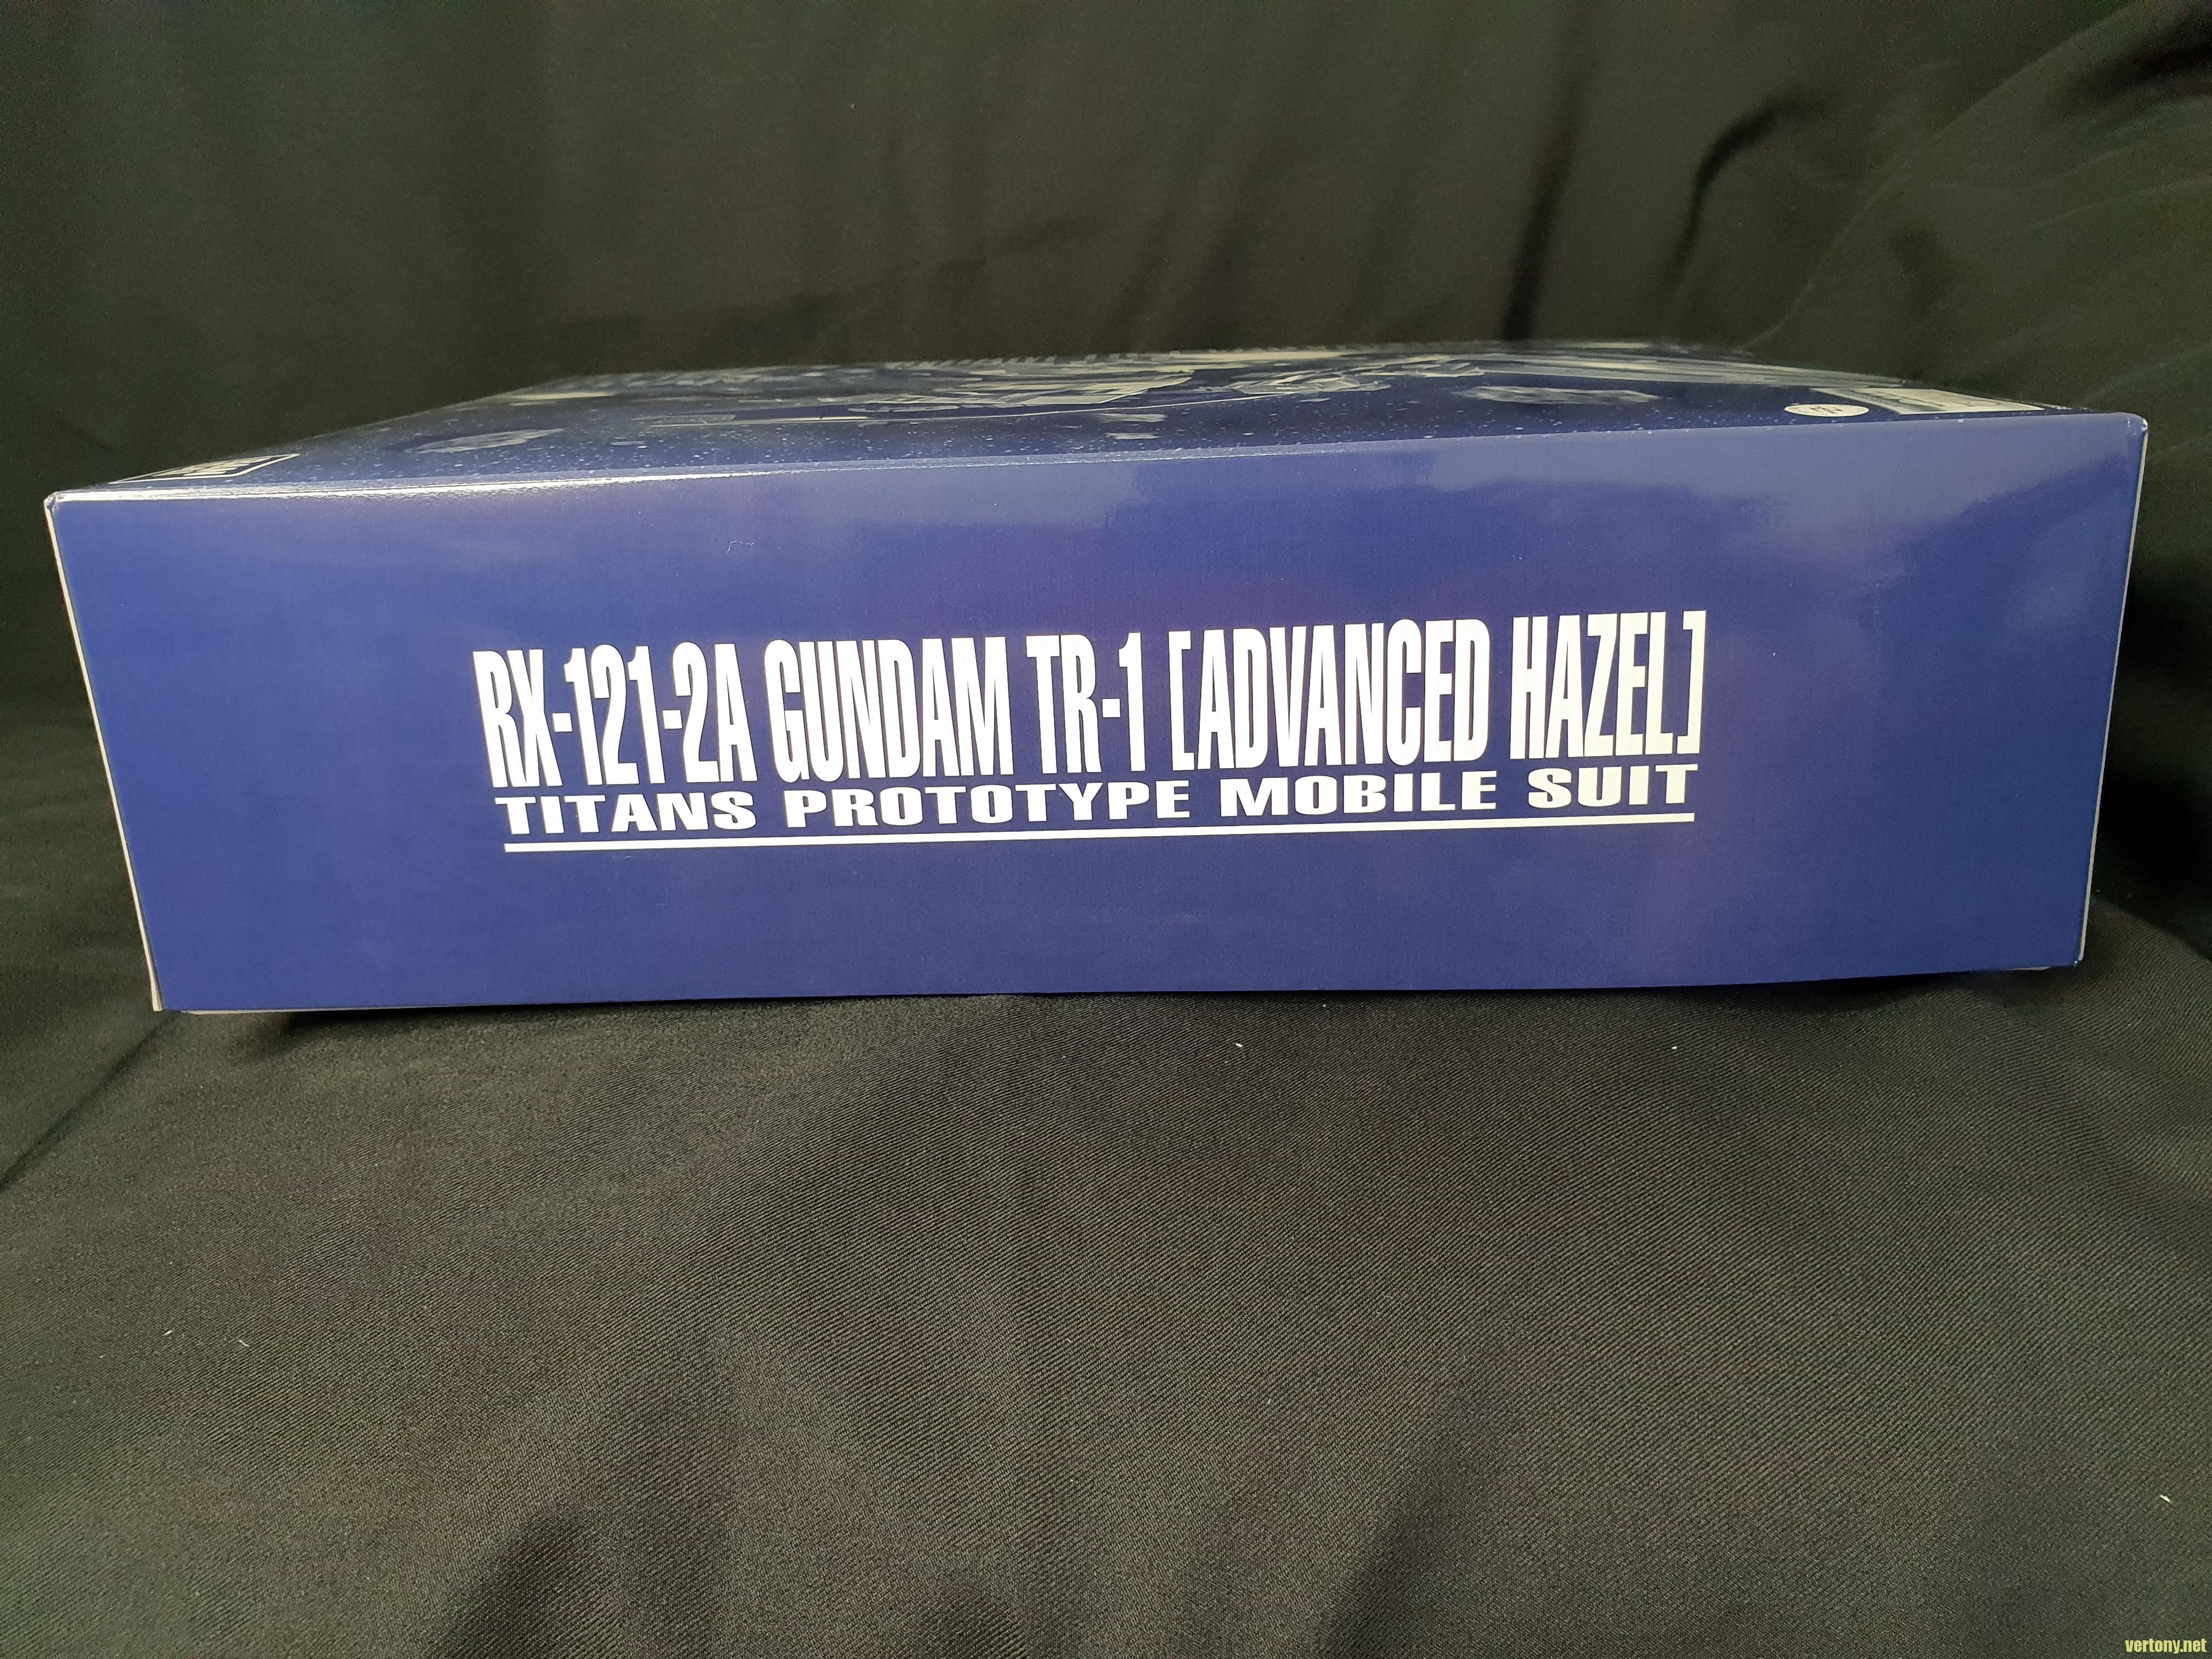 RX-121-2A GUNDAM TR-1 [ADVANCED HAZEL]
TITANS PROTOTYPE MOBILE SUIT
vertony.net